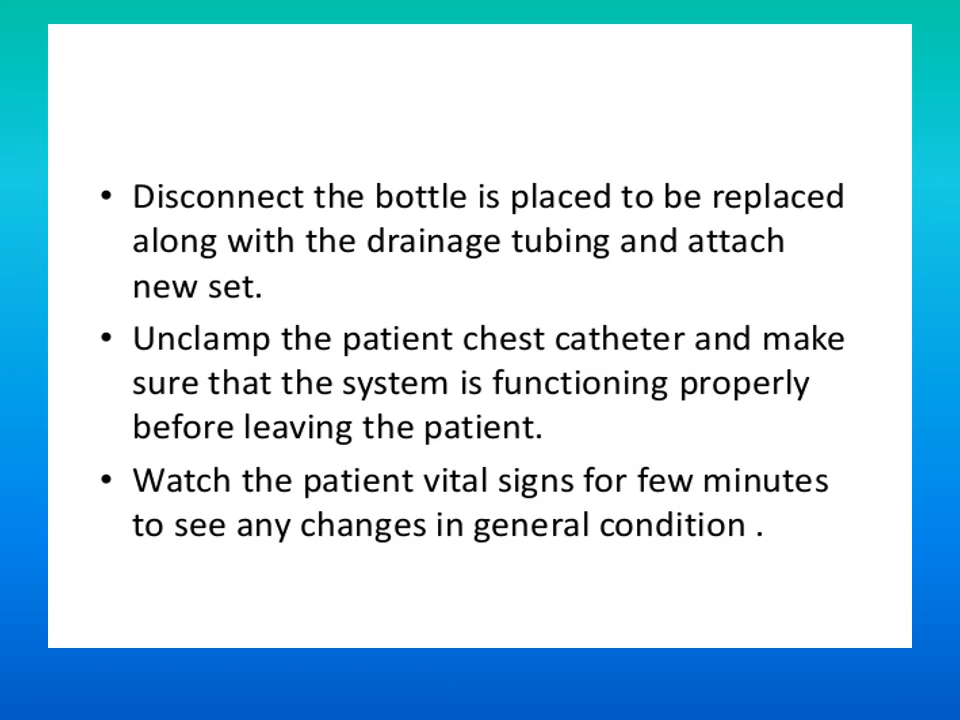 • Disconnect the bottle is placed to be replaced
along with the drainage tubing and attach
new set.
• Unclamp the patient chest catheter and make
sure that the system is functioning properly
before leaving the patient.
• Watch the patient vital signs for few minutes
to see any changes in general condition .